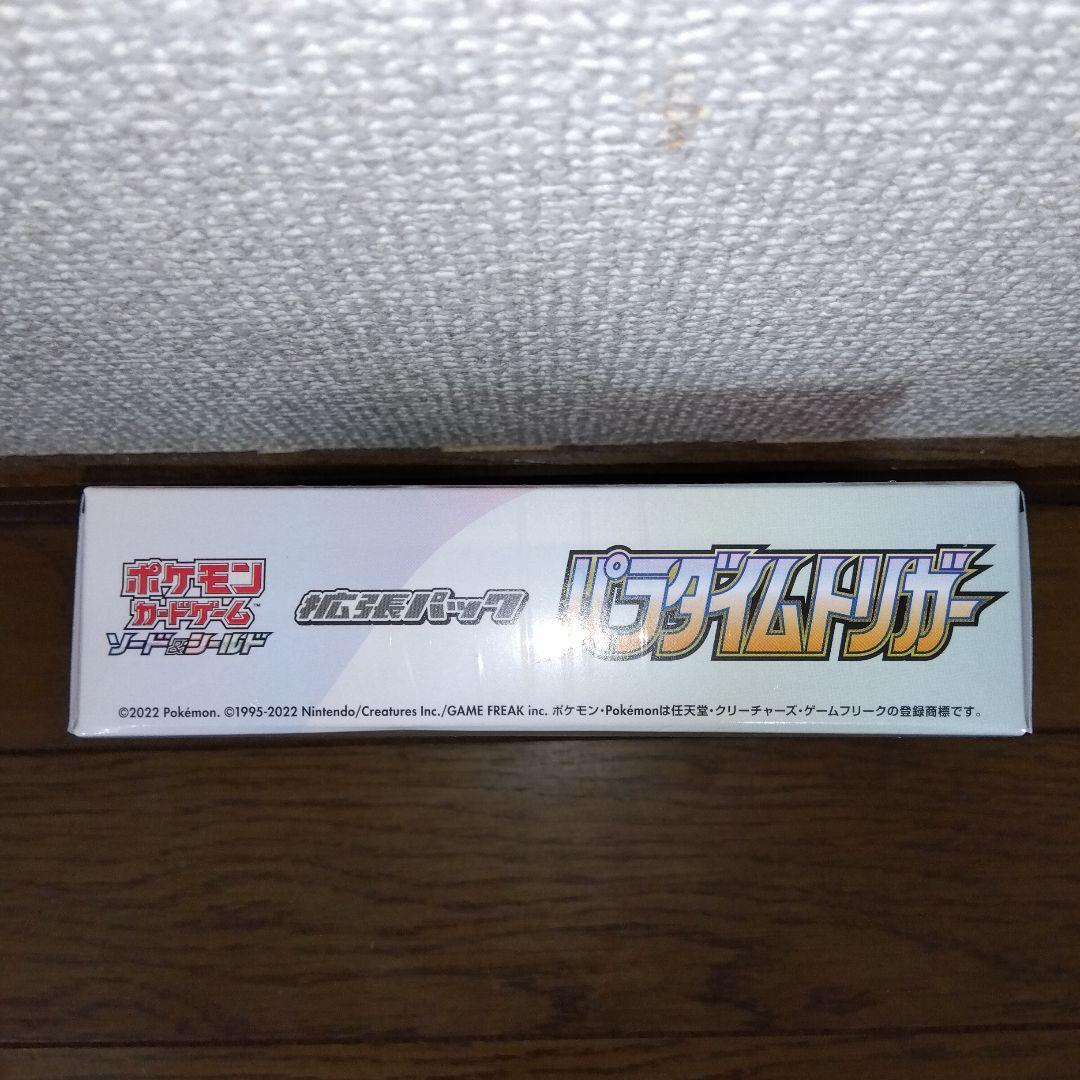 ポケモン
カードゲーム™
ソード&シールド
拡張パック
パラダイムトリガー
©2022 Pokémon. ©1995-2022 Nintendo/Creatures Inc./GAME FREAK inc. ポケモン・Pokémonは任天堂・クリーチャーズ・ゲームフリークの登録商標です。